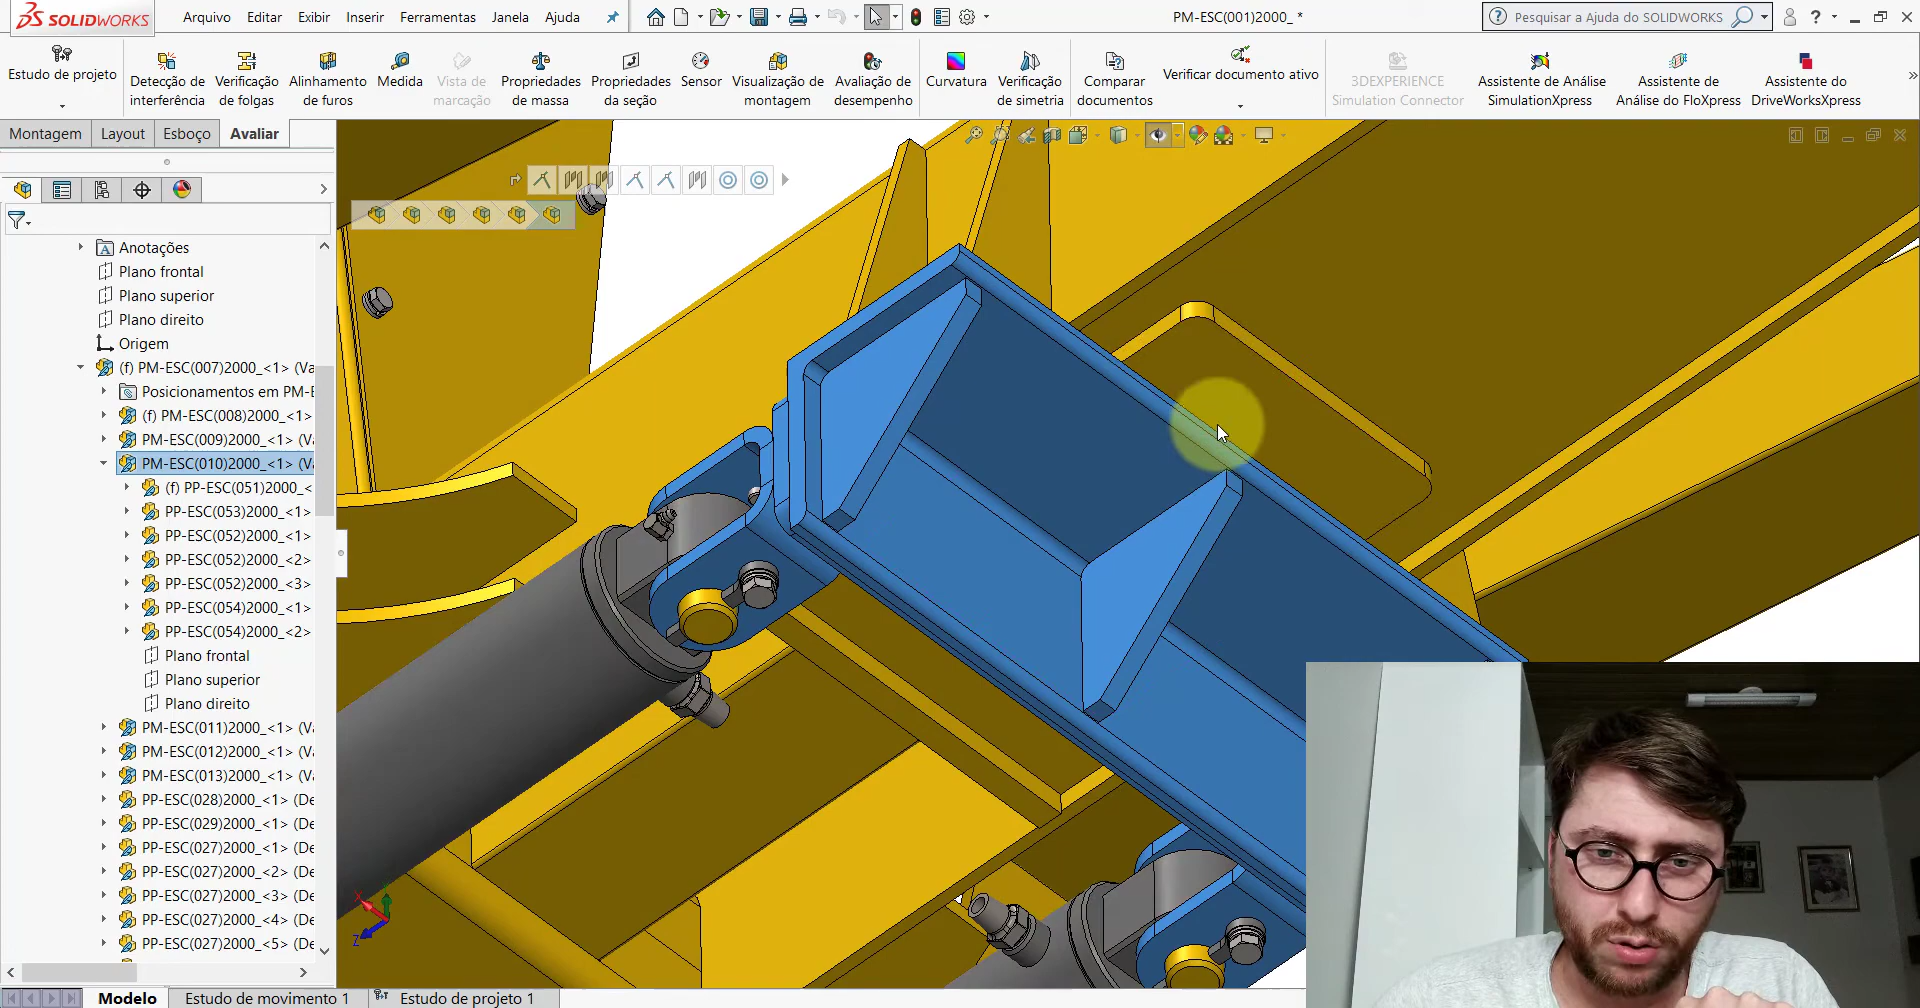 SOLIDWORKS
Arquivo Editar Exibir Inserir Ferramentas Janela Ajuda
PM-ESC(001)2000_ *
Pesquisar a Ajuda do SOLIDWORKS
Estudo de projeto
Detecção de interferência
Verificação de folgas
Alinhamento de furos
Medida
Vista de marcação
Propriedades de massa
Propriedades da seção
Sensor
Visualização de montagem
Avaliação de desempenho
Curvatura
Verificação de simetria
Comparar documentos
Verificar documento ativo
3DEXPERIENCE Simulation Connector
Assistente de Análise SimulationXpress
Assistente de Análise do FloXpress
Assistente do DriveWorksXpress
Montagem Layout Esboço Avaliar
Anotações
Plano frontal
Plano superior
Plano direito
Origem
(f) PM-ESC(007)2000_<1> (Va
Posicionamentos em PM-E
(f) PM-ESC(008)2000_<1>
PM-ESC(009)2000_<1> (Va
PM-ESC(010)2000_<1> (Va
(f) PP-ESC(051)2000_<
PP-ESC(053)2000_<1>
PP-ESC(052)2000_<1>
PP-ESC(052)2000_<2>
PP-ESC(052)2000_<3>
PP-ESC(054)2000_<1>
PP-ESC(054)2000_<2>
Plano frontal
Plano superior
Plano direito
PM-ESC(011)2000_<1> (Va
PM-ESC(012)2000_<1> (Va
PM-ESC(013)2000_<1> (Va
PP-ESC(028)2000_<1> (De
PP-ESC(029)2000_<1> (De
PP-ESC(027)2000_<1> (De
PP-ESC(027)2000_<2> (De
PP-ESC(027)2000_<3> (De
PP-ESC(027)2000_<4> (De
PP-ESC(027)2000_<5> (De
X
Z
Modelo Estudo de movimento 1 Estudo de projeto 1